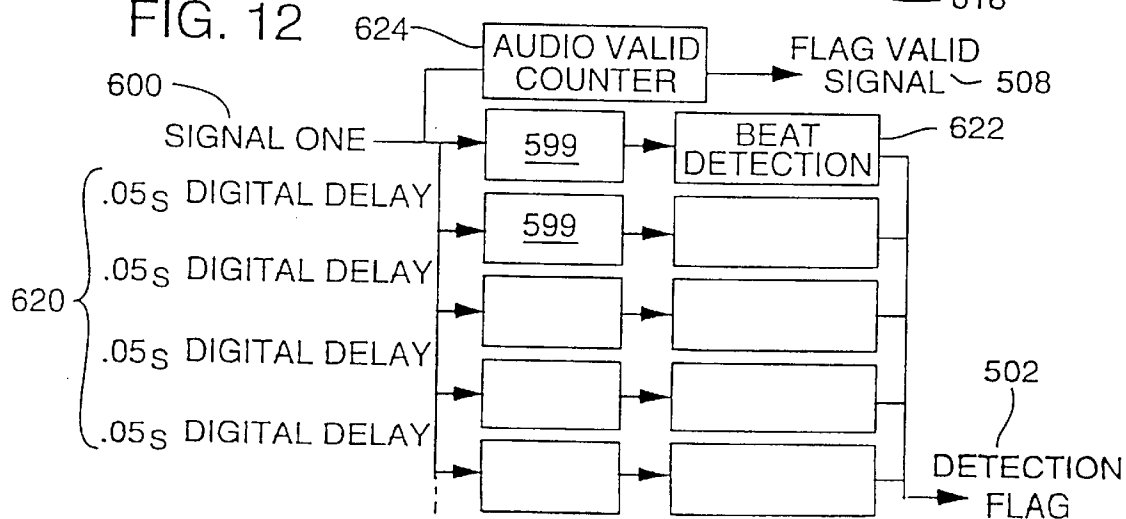 FIG. 12
624
AUDIO VALID
COUNTER
FLAG VALID
SIGNAL
508
600
SIGNAL ONE
599
BEAT
DETECTION
622
.05s DIGITAL DELAY
599
.05s DIGITAL DELAY
620
.05s DIGITAL DELAY
.05s DIGITAL DELAY
502
DETECTION
FLAG